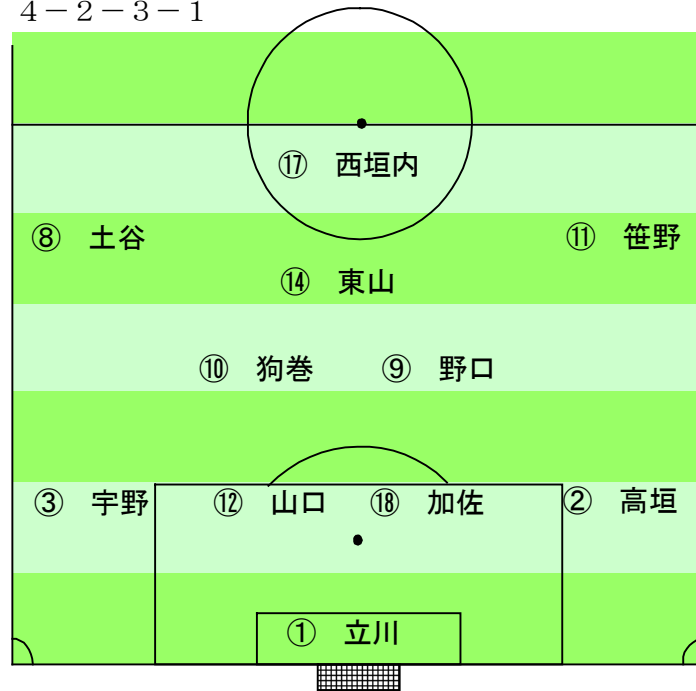 4－2－3－1
⑰ 西垣内
⑧ 土谷
⑪ 笹野
⑭ 東山
⑩ 狗巻
⑨ 野口
③ 宇野
⑫ 山口
⑱ 加佐
② 高垣
① 立川